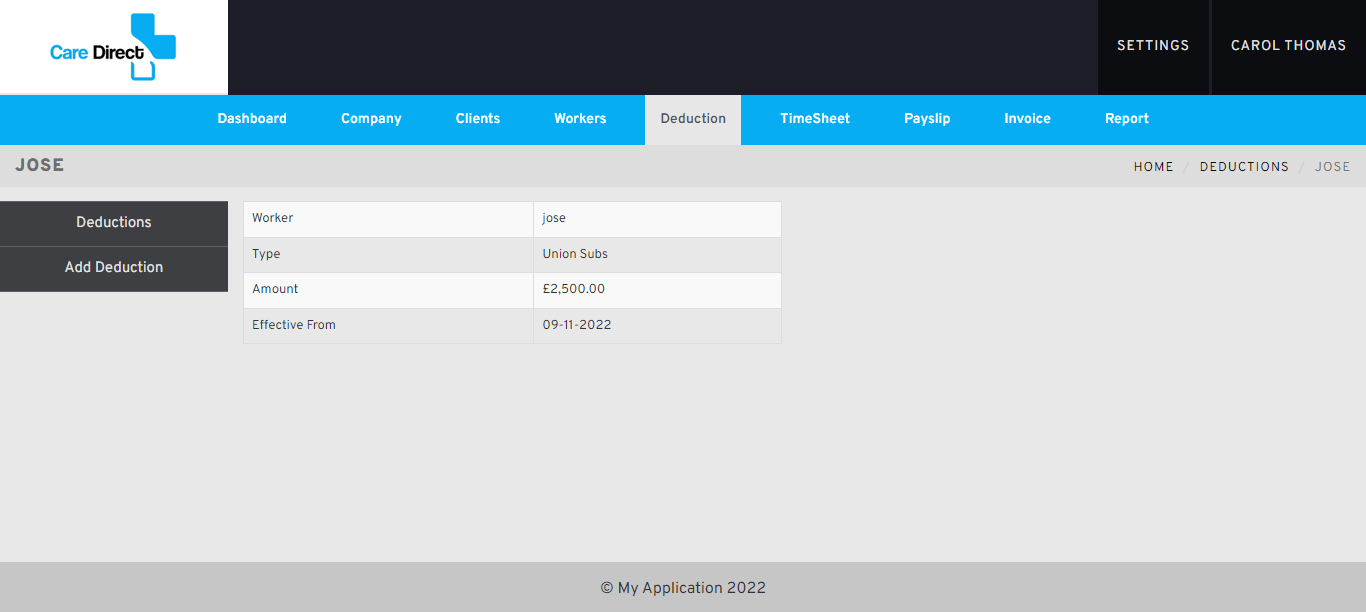 Care Direct
SETTINGS
CAROL THOMAS
Dashboard Company Clients Workers Deduction TimeSheet Payslip Invoice Report
JOSE
HOME / DEDUCTIONS / JOSE
Deductions
Add Deduction
Worker jose
Type Union Subs
Amount £2,500.00
Effective From 09-11-2022
© My Application 2022